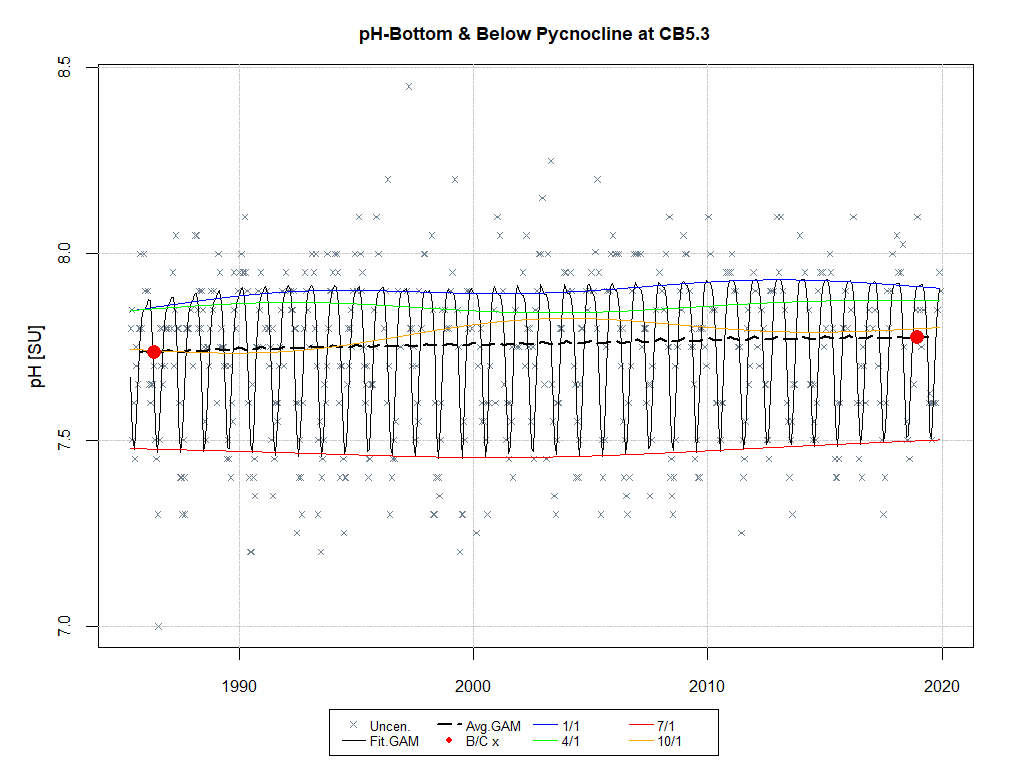 pH-Bottom & Below Pycnocline at CB5.3
8.5
8.0
7.5
7.0
pH [SU]
1990 2000 2010 2020
Uncen. Avg.GAM 1/1 7/1
Fit.GAM B/C x 4/1 10/1